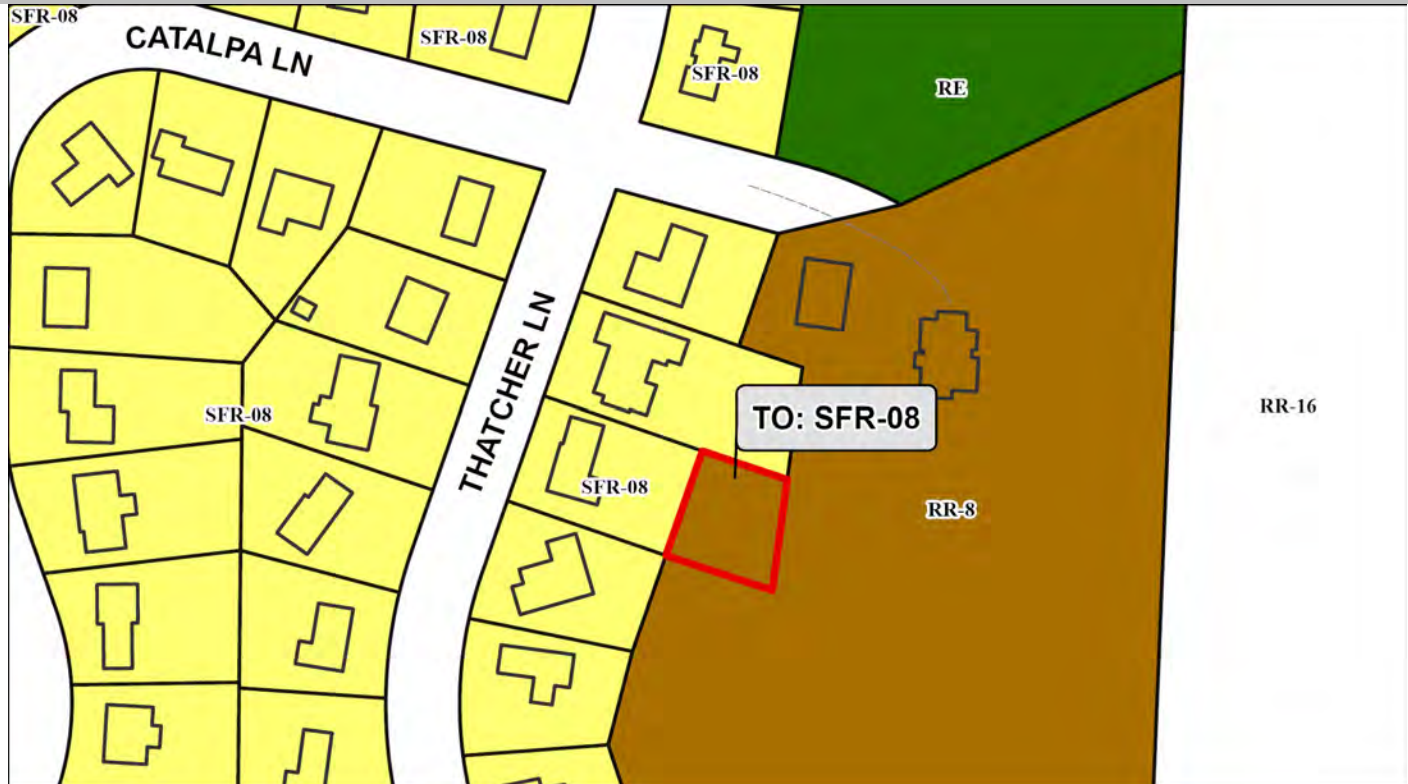 SFR-08
CATALPA LN
SFR-08
SFR-08
RE
THATCHER LN
TO: SFR-08
SFR-08
RR-16
SFR-08
RR-8